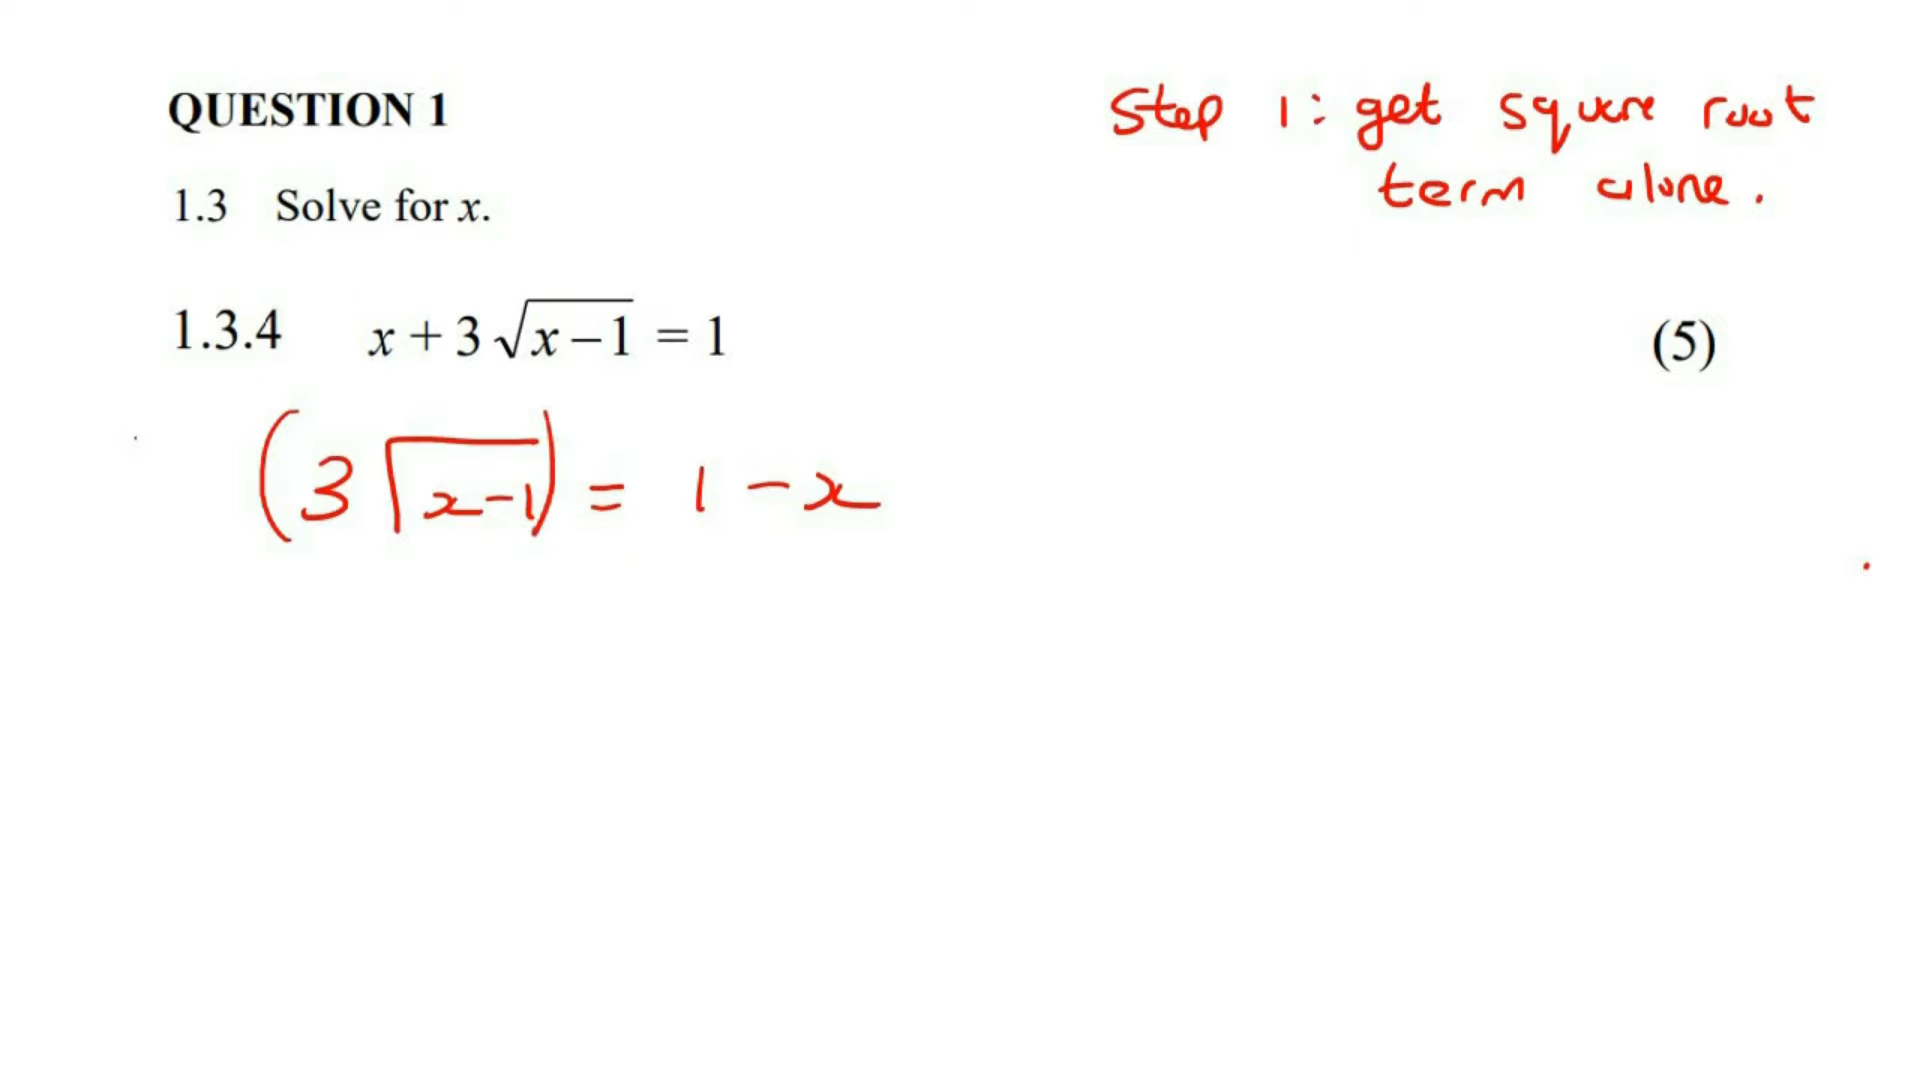 QUESTION 1
Step 1: get square root
term alone.
1.3 Solve for x.
1.3.4 x + 3√(x−1) = 1 (5)
(3√(x−1)) = 1 − x